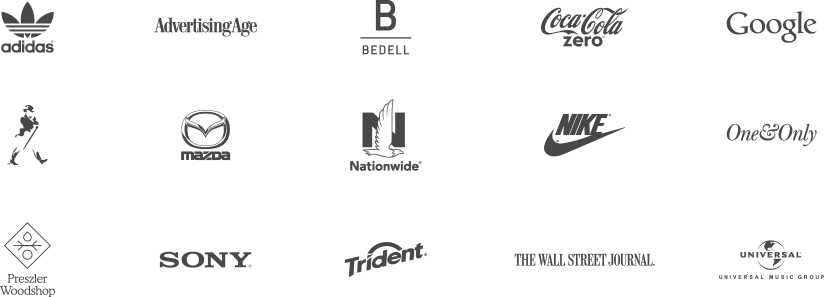 adidas
Advertising Age
B
BEDELL
Coca-Cola
zero
Google
mazda
N
Nationwide®
NIKE
One&Only
Preszler
Woodshop
SONY®
Trident®
THE WALL STREET JOURNAL.
UNIVERSAL
UNIVERSAL MUSIC GROUP